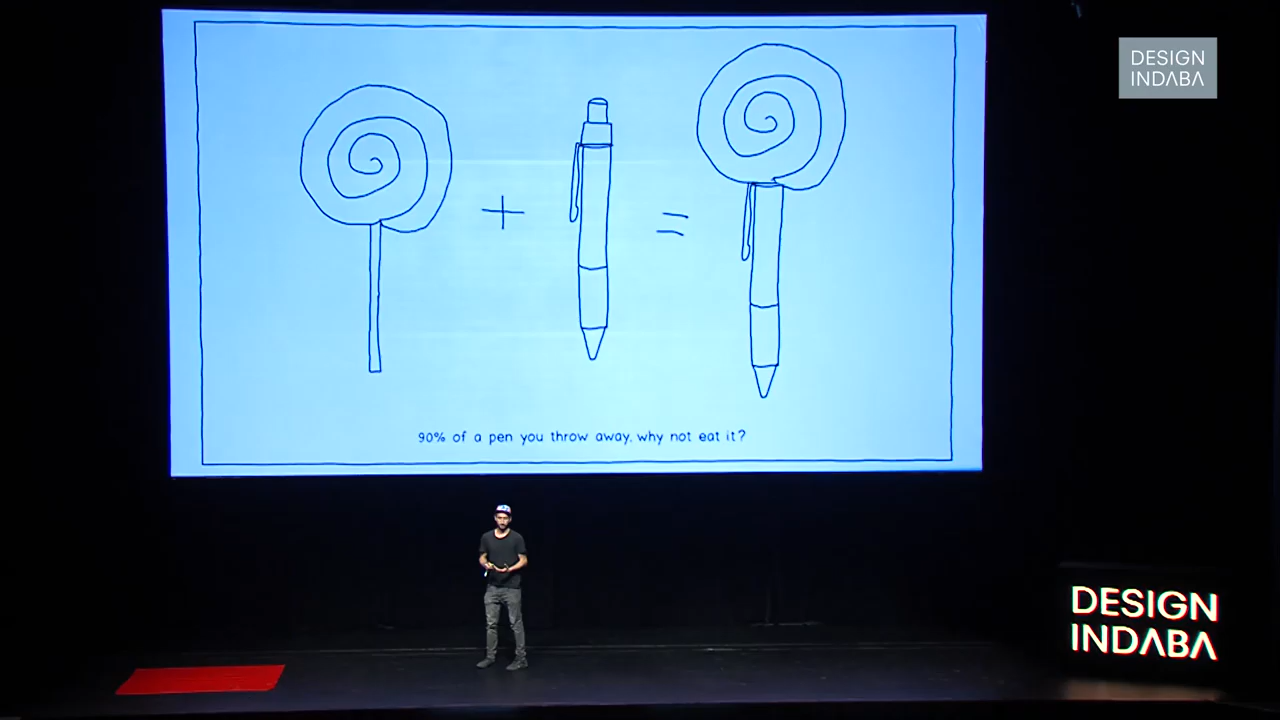 DESIGN
INDABA
+
=
90% of a pen you throw away, why not eat it?
DESIGN
INDABA